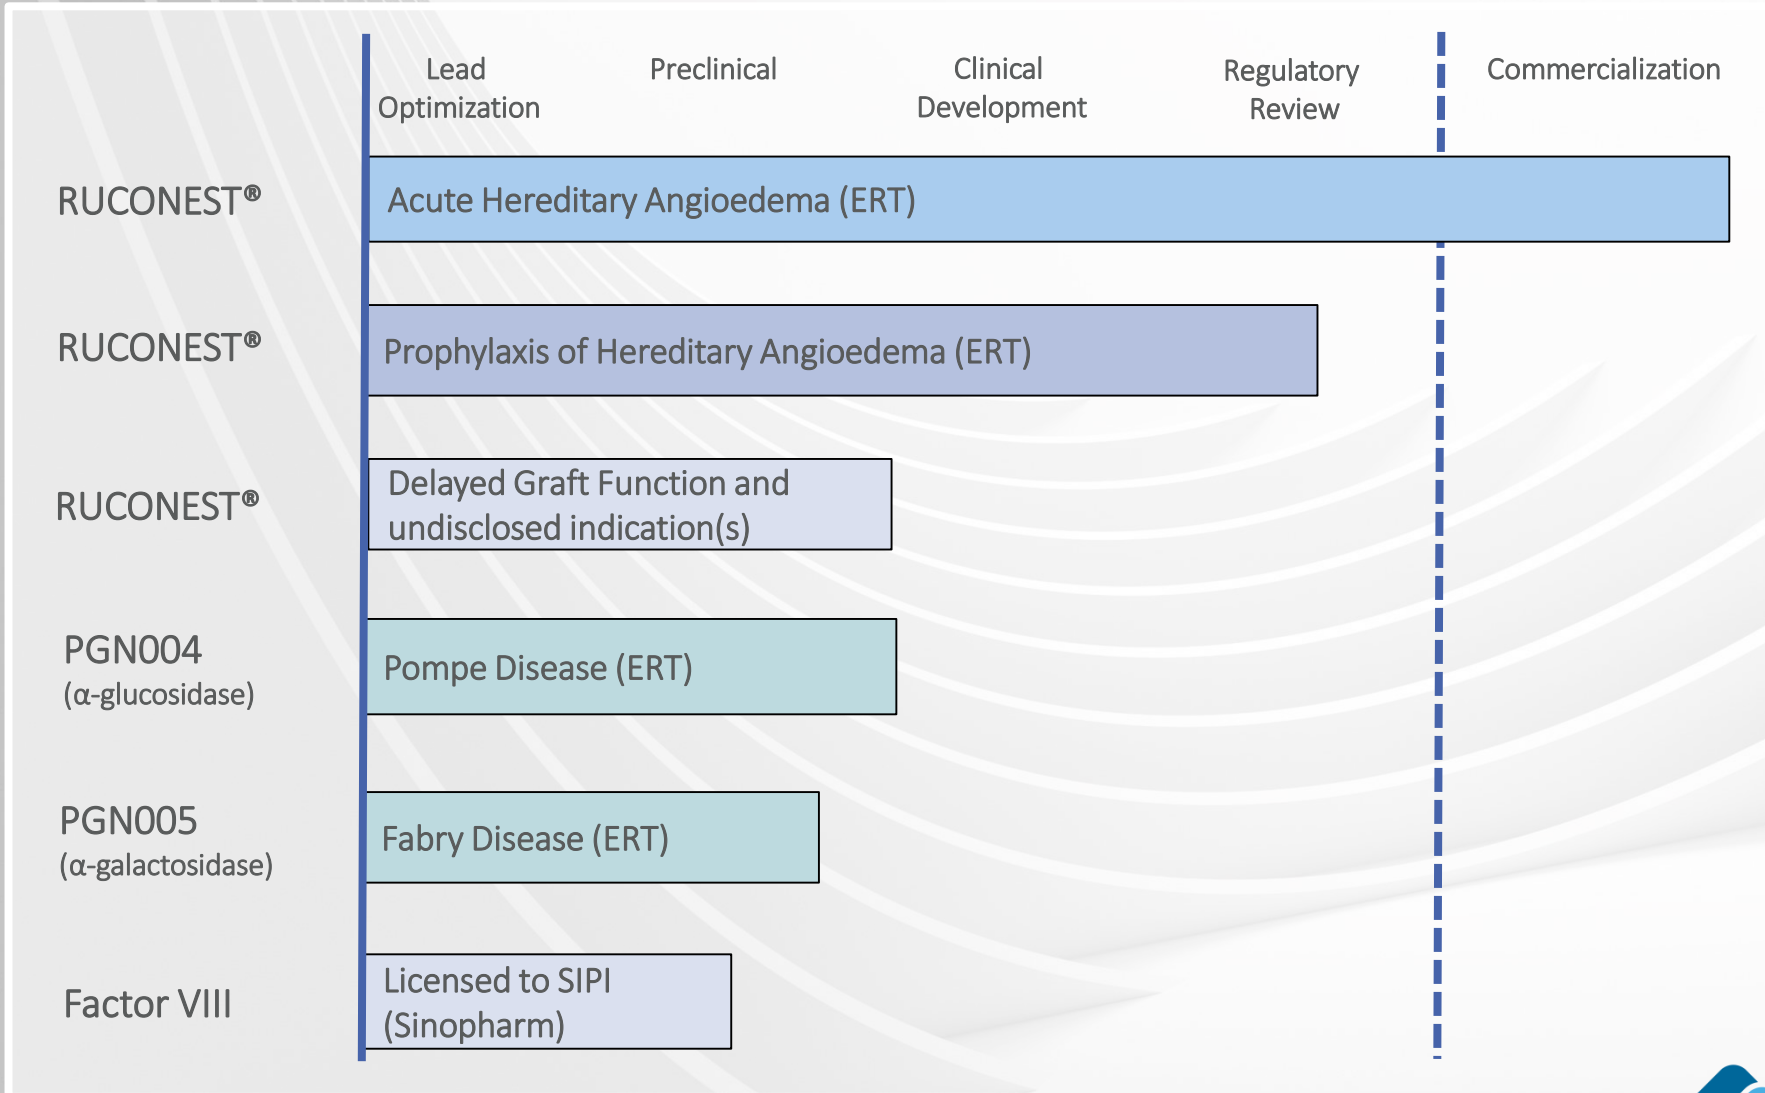 Lead
Optimization
Preclinical
Clinical
Development
Regulatory
Review
Commercialization
RUCONEST®
Acute Hereditary Angioedema (ERT)
RUCONEST®
Prophylaxis of Hereditary Angioedema (ERT)
RUCONEST®
Delayed Graft Function and
undisclosed indication(s)
PGN004
(α-glucosidase)
Pompe Disease (ERT)
PGN005
(α-galactosidase)
Fabry Disease (ERT)
Factor VIII
Licensed to SIPI
(Sinopharm)